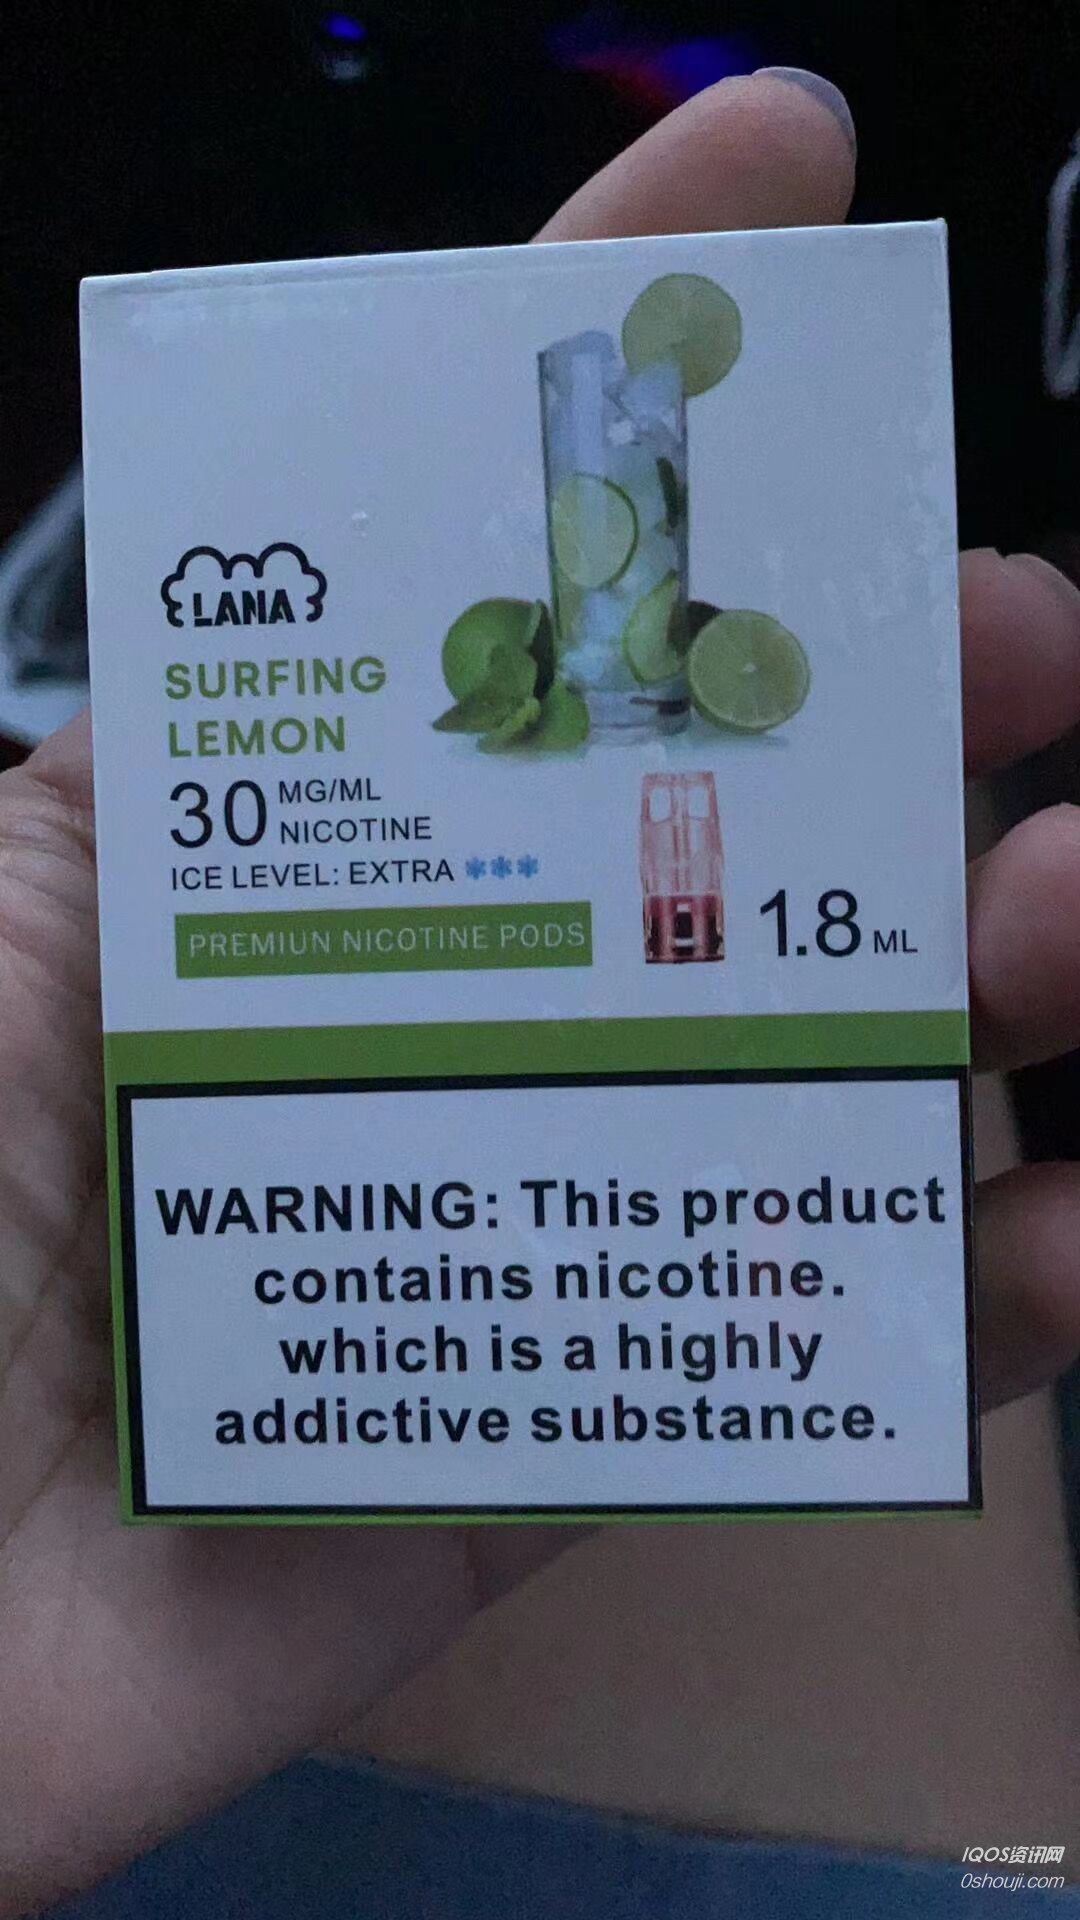 LANA
SURFING
LEMON
30 MG/ML
NICOTINE
ICE LEVEL: EXTRA ***
PREMIUN NICOTINE PODS
1.8 ML
WARNING: This product
contains nicotine.
which is a highly
addictive substance.
IQOS资讯网
0shouji.com